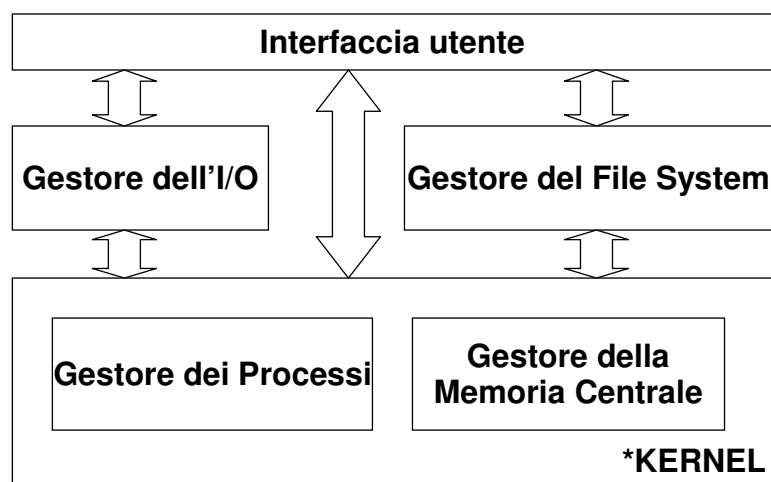 Interfaccia utente
Gestore dell'I/O
Gestore del File System
Gestore dei Processi
Gestore della
Memoria Centrale
*KERNEL